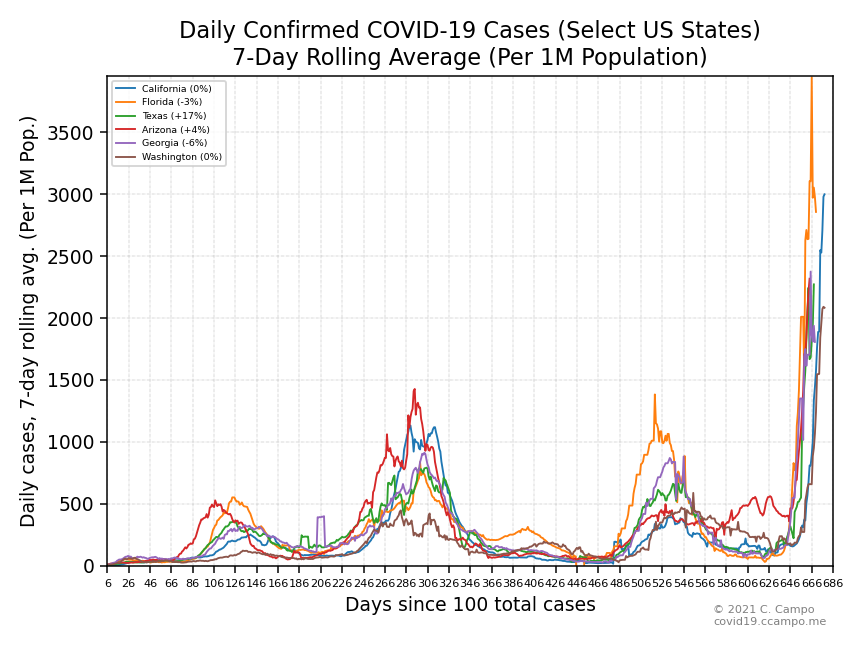 Daily Confirmed COVID-19 Cases (Select US States)
7-Day Rolling Average (Per 1M Population)
Daily cases, 7-day rolling avg. (Per 1M Pop.)
California (0%)
Florida (-3%)
Texas (+17%)
Arizona (+4%)
Georgia (-6%)
Washington (0%)
3500
3000
2500
2000
1500
1000
500
0
6 26 46 66 86 106 126 146 166 186 206 226 246 266 286 306 326 346 366 386 406 426 446 466 486 506 526 546 566 586 606 626 646 666 686
Days since 100 total cases
© 2021 C. Campo
covid19.ccampo.me